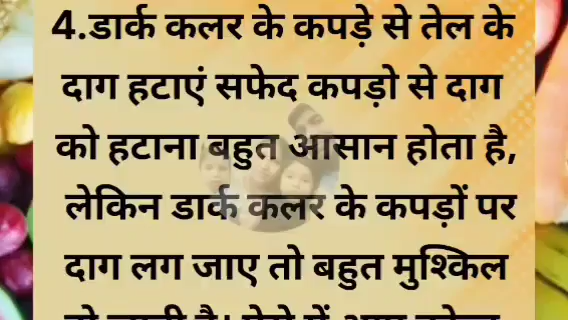 4.डार्क कलर के कपड़े से तेल के
दाग हटाएं सफेद कपड़ो से दाग
को हटाना बहुत आसान होता है,
लेकिन डार्क कलर के कपड़ों पर
दाग लग जाए तो बहुत मुश्किल